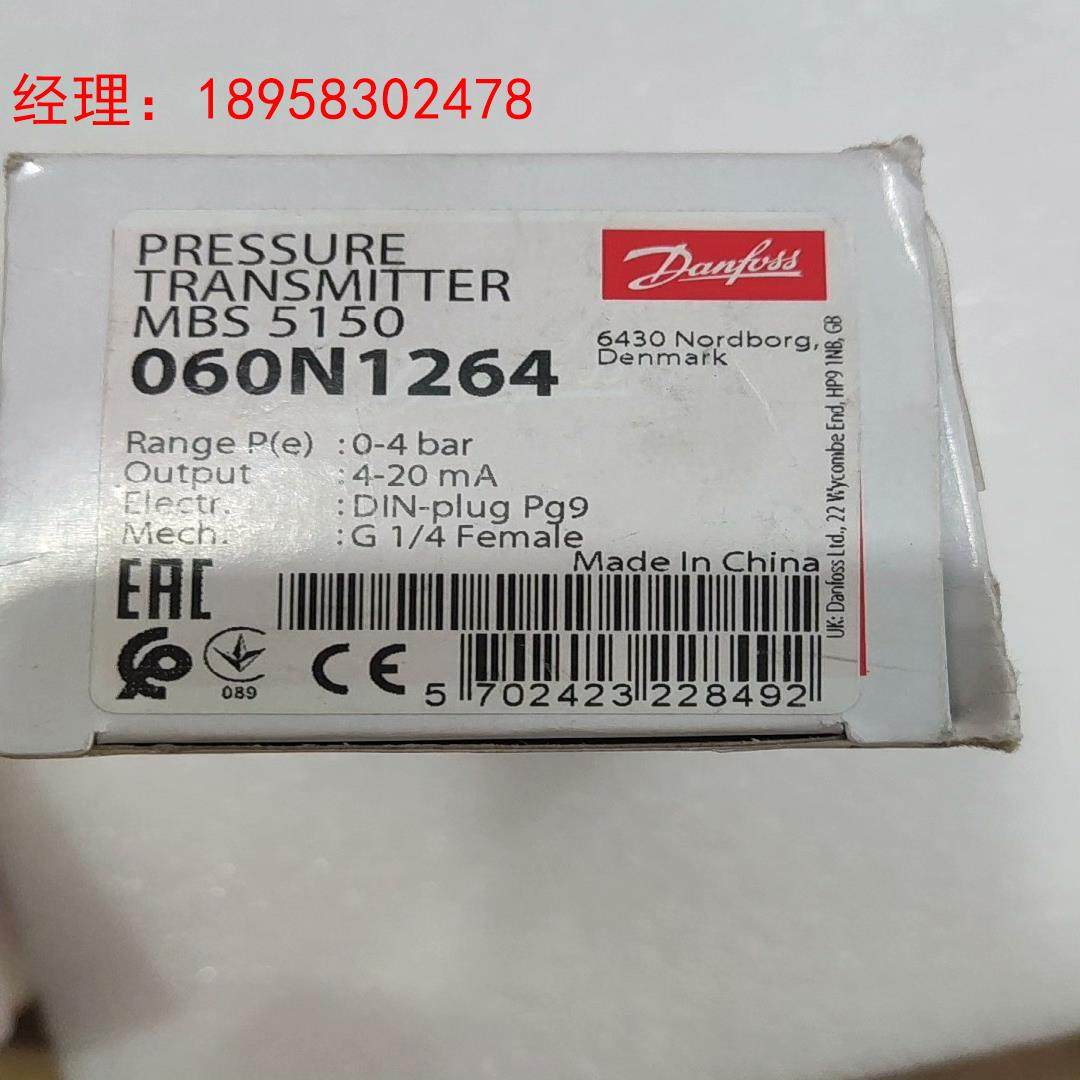 经理：18958302478
PRESSURE
TRANSMITTER
MBS 5150
060N1264
Danfoss
6430 Nordborg,
Denmark
Range P(e) :0-4 bar
Output :4-20 mA
Electr. :DIN-plug Pg9
Mech. :G 1/4 Female
Made In China
UK: Danfoss Ltd., 22 Wycombe End, HP9 1NB, GB
EAC
089
CE
5 702423 228492